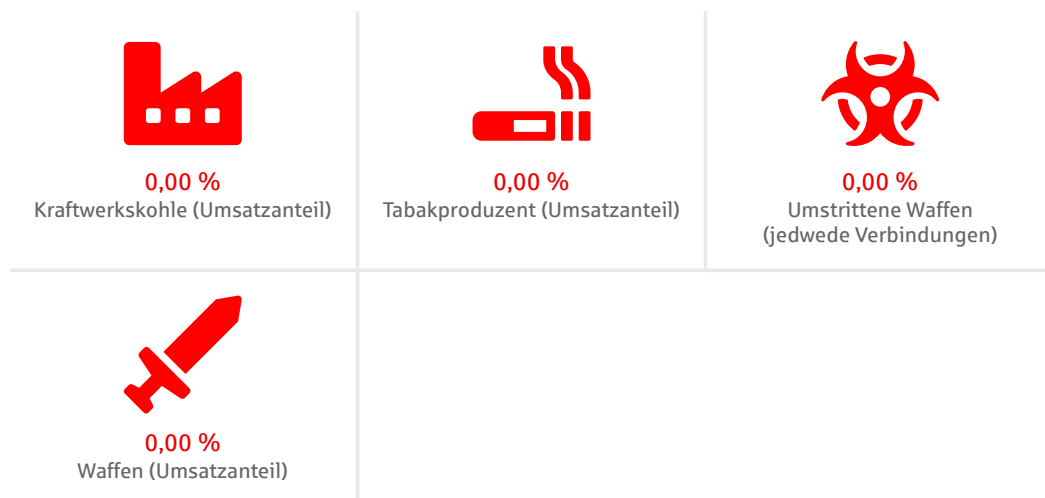 0,00 %
Kraftwerkskohle (Umsatzanteil)
0,00 %
Tabakproduzent (Umsatzanteil)
0,00 %
Umstrittene Waffen
(jedwede Verbindungen)
0,00 %
Waffen (Umsatzanteil)